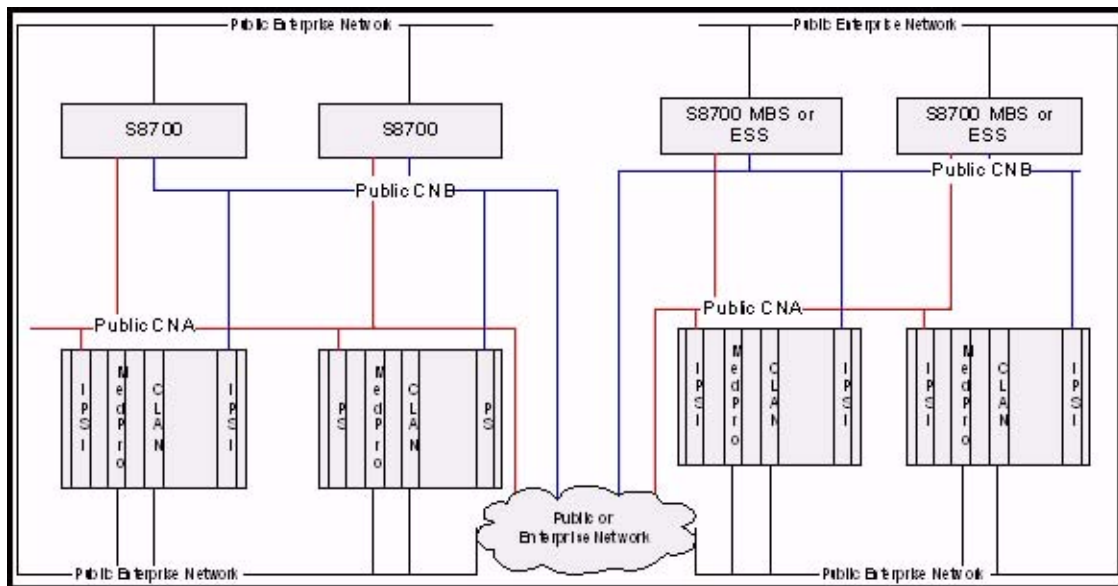 Public Enterprise Network
Public Enterprise Network
S8700
S8700
S8700 MBS or
ESS
S8700 MBS or
ESS
Public CNB
Public CNB
Public CNA
Public CNA
IPSI
MedPro
CLAN
IPSI
PS
MedPro
CLAN
PS
IPSI
MedPro
CLAN
IPSI
IPSI
MedPro
CLAN
IPSI
Public or
Enterprise Network
Public Enterprise Network
Public Enterprise Network